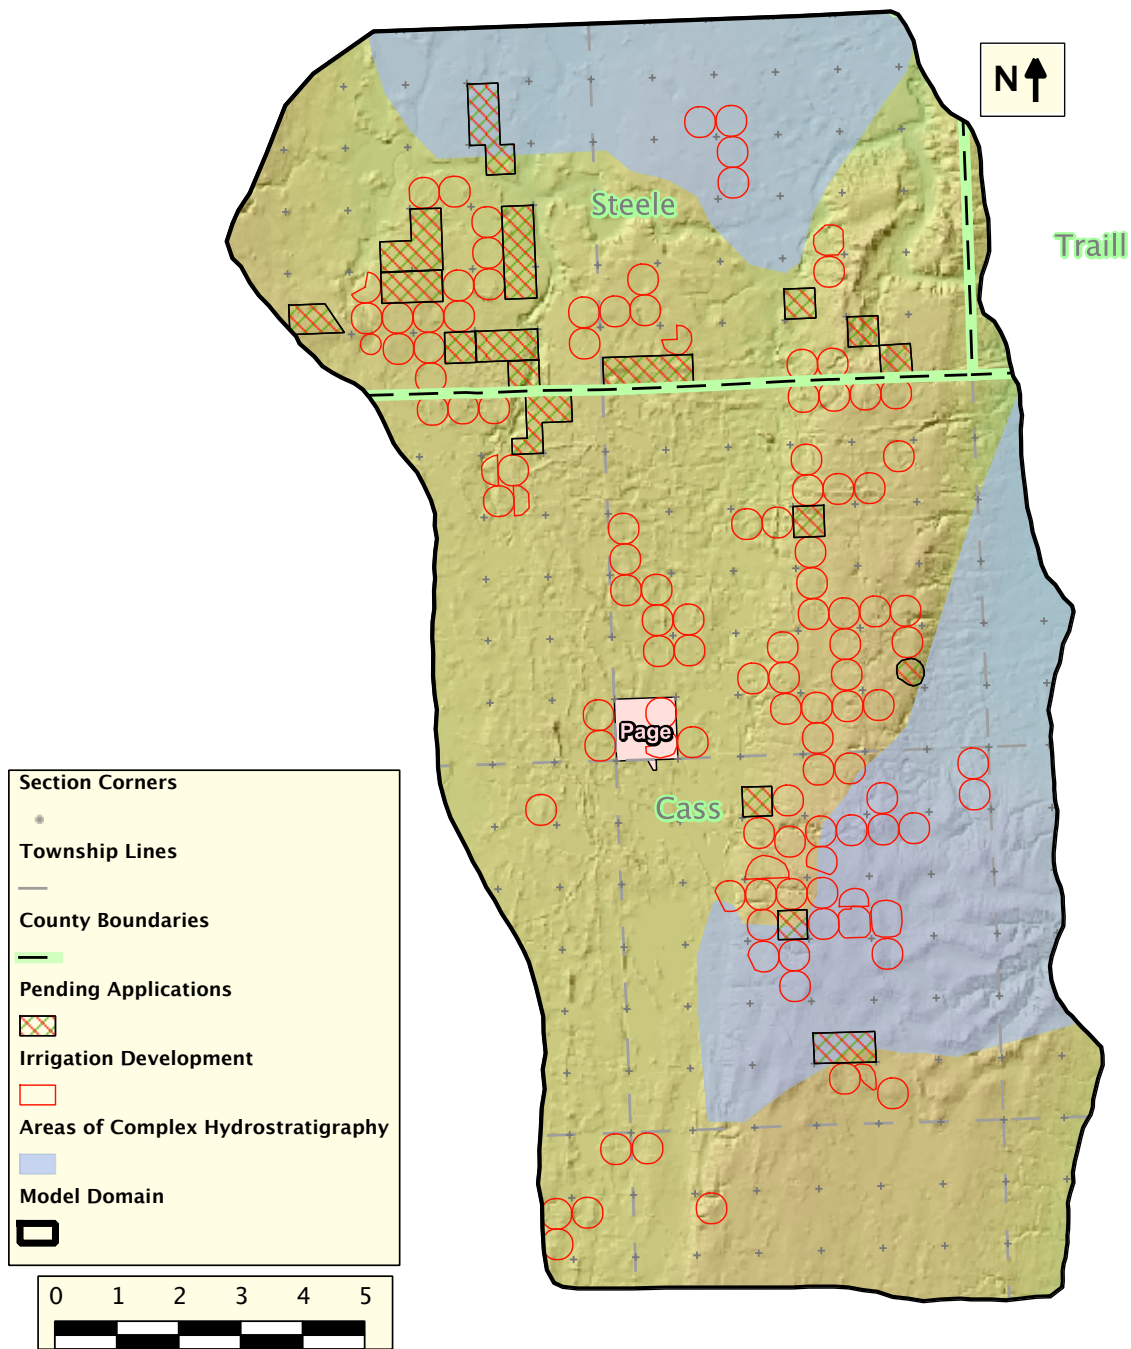 N
Steele
Traill
Page
Cass
Section Corners
Township Lines
County Boundaries
Pending Applications
Irrigation Development
Areas of Complex Hydrostratigraphy
Model Domain
0 1 2 3 4 5